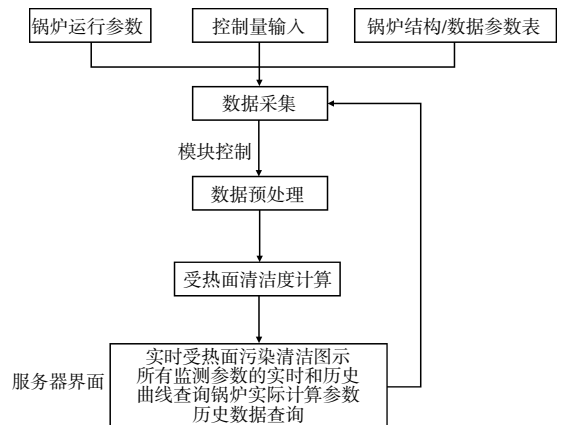 锅炉运行参数
控制量输入
锅炉结构/数据参数表
数据采集
模块控制
数据预处理
受热面清洁度计算
服务器界面
实时受热面污染清洁图示
所有监测参数的实时和历史
曲线查询锅炉实际计算参数
历史数据查询